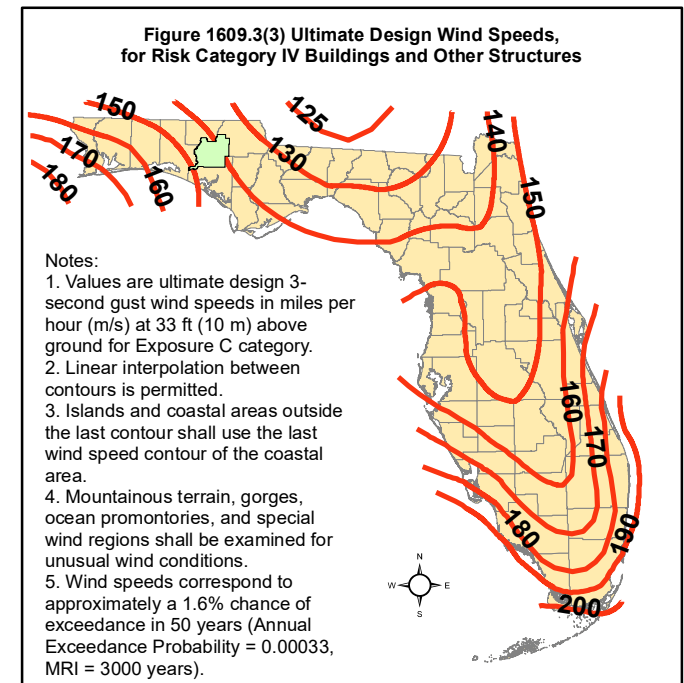 Figure 1609.3(3) Ultimate Design Wind Speeds,
for Risk Category IV Buildings and Other Structures
150
125
140
170
130
180
160
150
Notes:
1. Values are ultimate design 3-
second gust wind speeds in miles per
hour (m/s) at 33 ft (10 m) above
ground for Exposure C category.
2. Linear interpolation between
contours is permitted.
3. Islands and coastal areas outside
the last contour shall use the last
wind speed contour of the coastal
area.
4. Mountainous terrain, gorges,
ocean promontories, and special
wind regions shall be examined for
unusual wind conditions.
5. Wind speeds correspond to
approximately a 1.6% chance of
exceedance in 50 years (Annual
Exceedance Probability = 0.00033,
MRI = 3000 years).
160
170
180
190
200
N
W
E
S